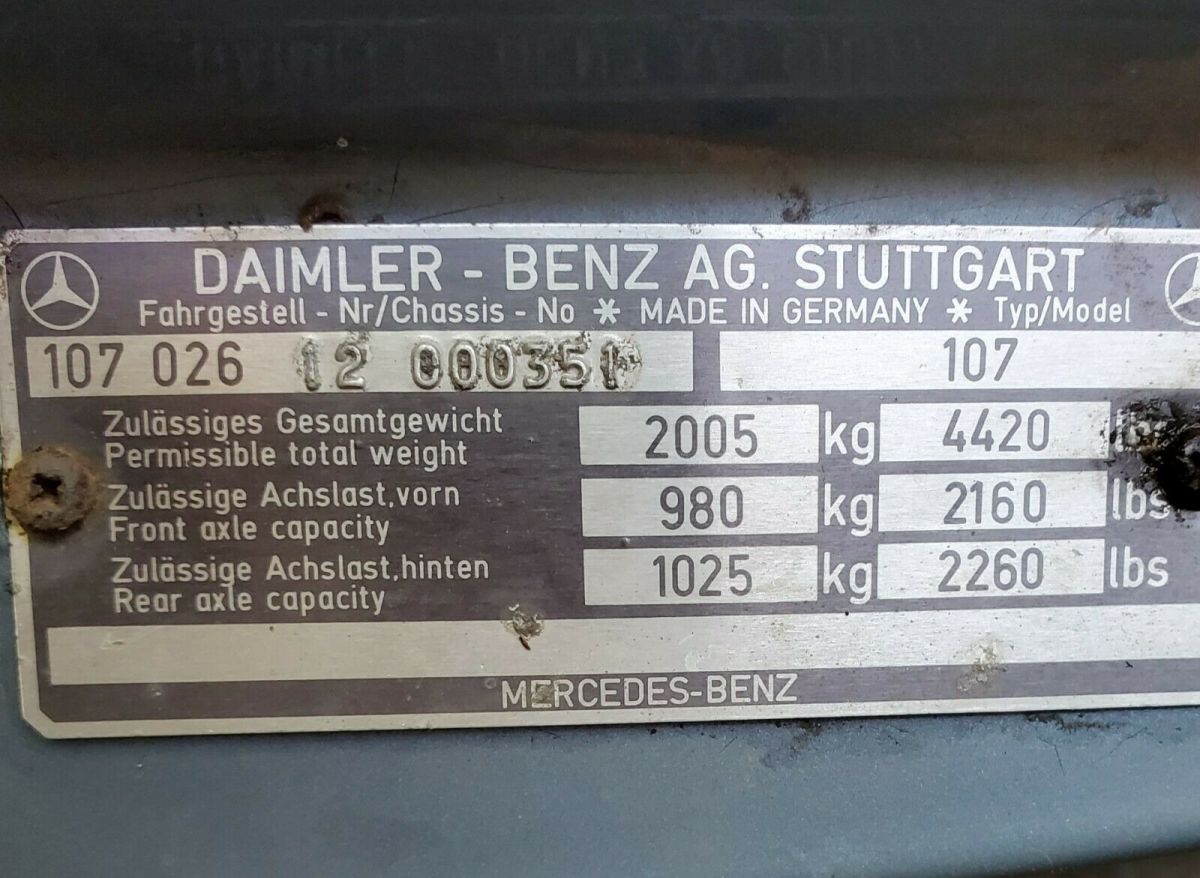 DAIMLER - BENZ AG. STUTTGART
Fahrgestell - Nr/Chassis - No * MADE IN GERMANY * Typ/Model
107 026 12 000351 107
Zulässiges Gesamtgewicht
Permissible total weight 2005 kg 4420 lbs
Zulässige Achslast,vorn
Front axle capacity 980 kg 2160 lbs
Zulässige Achslast,hinten
Rear axle capacity 1025 kg 2260 lbs
MERCEDES-BENZ